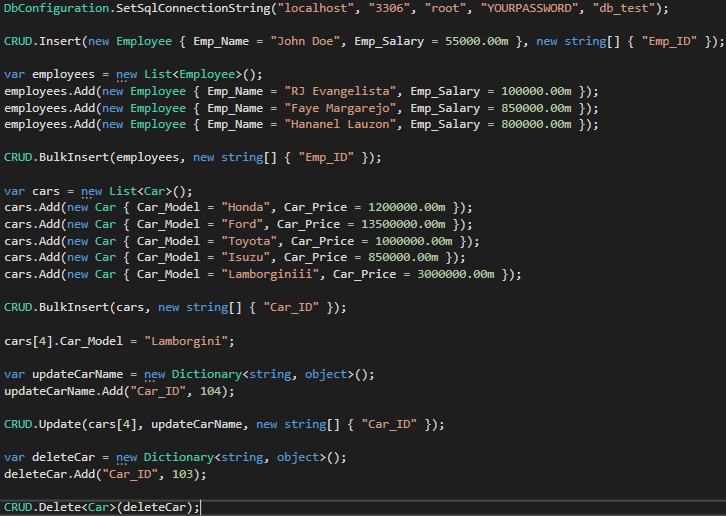 DbConfiguration.SetSqlConnectionString("localhost", "3306", "root", "YOURPASSWORD", "db_test");
CRUD.Insert(new Employee { Emp_Name = "John Doe", Emp_Salary = 55000.00m }, new string[] { "Emp_ID" });
var employees = new List<Employee>();
employees.Add(new Employee { Emp_Name = "RJ Evangelista", Emp_Salary = 100000.00m });
employees.Add(new Employee { Emp_Name = "Faye Margarejo", Emp_Salary = 850000.00m });
employees.Add(new Employee { Emp_Name = "Hananel Lauzon", Emp_Salary = 800000.00m });
CRUD.BulkInsert(employees, new string[] { "Emp_ID" });
var cars = new List<Car>();
cars.Add(new Car { Car_Model = "Honda", Car_Price = 1200000.00m });
cars.Add(new Car { Car_Model = "Ford", Car_Price = 13500000.00m });
cars.Add(new Car { Car_Model = "Toyota", Car_Price = 1000000.00m });
cars.Add(new Car { Car_Model = "Isuzu", Car_Price = 850000.00m });
cars.Add(new Car { Car_Model = "Lamborginiii", Car_Price = 3000000.00m });
CRUD.BulkInsert(cars, new string[] { "Car_ID" });
cars[4].Car_Model = "Lamborgini";
var updateCarName = new Dictionary<string, object>();
updateCarName.Add("Car_ID", 104);
CRUD.Update(cars[4], updateCarName, new string[] { "Car_ID" });
var deleteCar = new Dictionary<string, object>();
deleteCar.Add("Car_ID", 103);
CRUD.Delete<Car>(deleteCar);